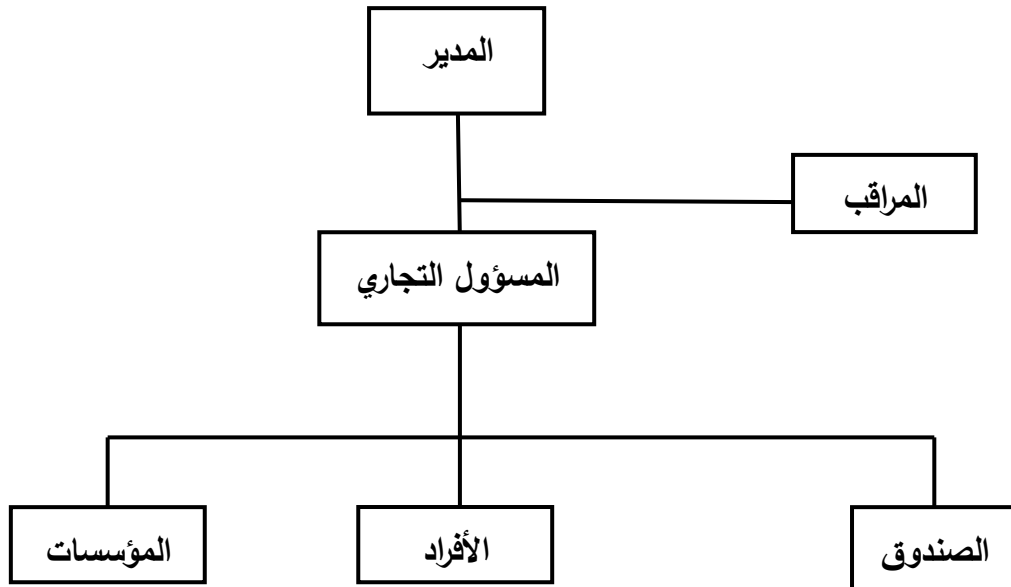 المدير
المراقب
المسؤول التجاري
الصندوق
الأفراد
المؤسسات